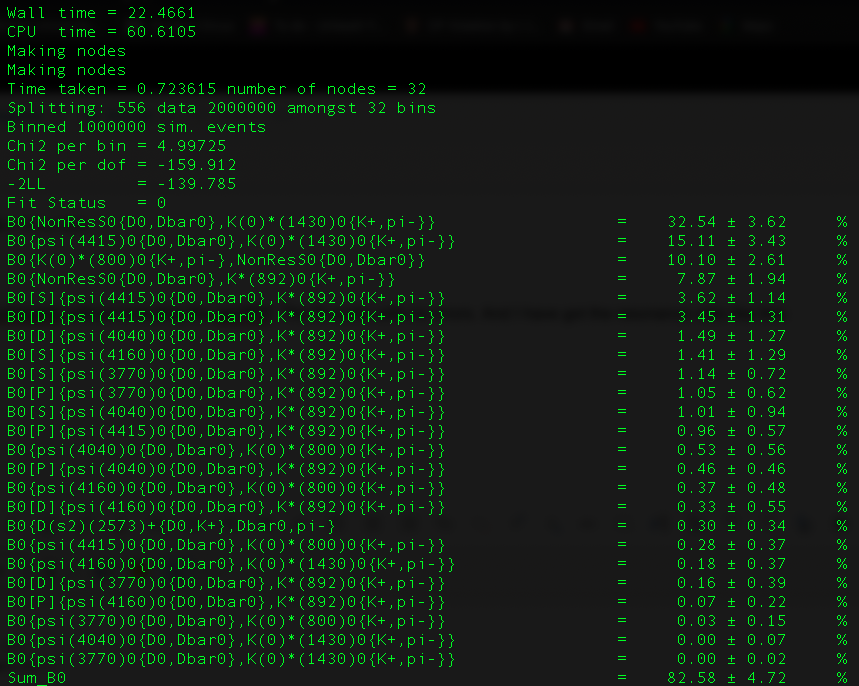 Wall time = 22.4661
CPU  time = 60.6105
Making nodes
Making nodes
Time taken = 0.723615 number of nodes = 32
Splitting: 556 data 2000000 amongst 32 bins
Binned 1000000 sim. events
Chi2 per bin = 4.99725
Chi2 per dof = -159.912
-2LL         = -139.785
Fit Status   = 0
B0{NonResS0{D0,Dbar0},K(0)*(1430)0{K+,pi-}} = 32.54 ± 3.62 %
B0{psi(4415)0{D0,Dbar0},K(0)*(1430)0{K+,pi-}} = 15.11 ± 3.43 %
B0{K(0)*(800)0{K+,pi-},NonResS0{D0,Dbar0}} = 10.10 ± 2.61 %
B0{NonResS0{D0,Dbar0},K*(892)0{K+,pi-}} = 7.87 ± 1.94 %
B0[S]{psi(4415)0{D0,Dbar0},K*(892)0{K+,pi-}} = 3.62 ± 1.14 %
B0[D]{psi(4415)0{D0,Dbar0},K*(892)0{K+,pi-}} = 3.45 ± 1.31 %
B0[D]{psi(4040)0{D0,Dbar0},K*(892)0{K+,pi-}} = 1.49 ± 1.27 %
B0[S]{psi(4160)0{D0,Dbar0},K*(892)0{K+,pi-}} = 1.41 ± 1.29 %
B0[S]{psi(3770)0{D0,Dbar0},K*(892)0{K+,pi-}} = 1.14 ± 0.72 %
B0[P]{psi(3770)0{D0,Dbar0},K*(892)0{K+,pi-}} = 1.05 ± 0.62 %
B0[S]{psi(4040)0{D0,Dbar0},K*(892)0{K+,pi-}} = 1.01 ± 0.94 %
B0[P]{psi(4415)0{D0,Dbar0},K*(892)0{K+,pi-}} = 0.96 ± 0.57 %
B0{psi(4040)0{D0,Dbar0},K(0)*(800)0{K+,pi-}} = 0.53 ± 0.56 %
B0[P]{psi(4040)0{D0,Dbar0},K*(892)0{K+,pi-}} = 0.46 ± 0.46 %
B0{psi(4160)0{D0,Dbar0},K(0)*(800)0{K+,pi-}} = 0.37 ± 0.48 %
B0[D]{psi(4160)0{D0,Dbar0},K*(892)0{K+,pi-}} = 0.33 ± 0.55 %
B0{D(s2)(2573)+{D0,K+},Dbar0,pi-} = 0.30 ± 0.34 %
B0{psi(4415)0{D0,Dbar0},K(0)*(800)0{K+,pi-}} = 0.28 ± 0.37 %
B0{psi(4160)0{D0,Dbar0},K(0)*(1430)0{K+,pi-}} = 0.18 ± 0.37 %
B0[D]{psi(3770)0{D0,Dbar0},K*(892)0{K+,pi-}} = 0.16 ± 0.39 %
B0[P]{psi(4160)0{D0,Dbar0},K*(892)0{K+,pi-}} = 0.07 ± 0.22 %
B0{psi(3770)0{D0,Dbar0},K(0)*(800)0{K+,pi-}} = 0.03 ± 0.15 %
B0{psi(4040)0{D0,Dbar0},K(0)*(1430)0{K+,pi-}} = 0.00 ± 0.07 %
B0{psi(3770)0{D0,Dbar0},K(0)*(1430)0{K+,pi-}} = 0.00 ± 0.02 %
Sum_B0 = 82.58 ± 4.72 %